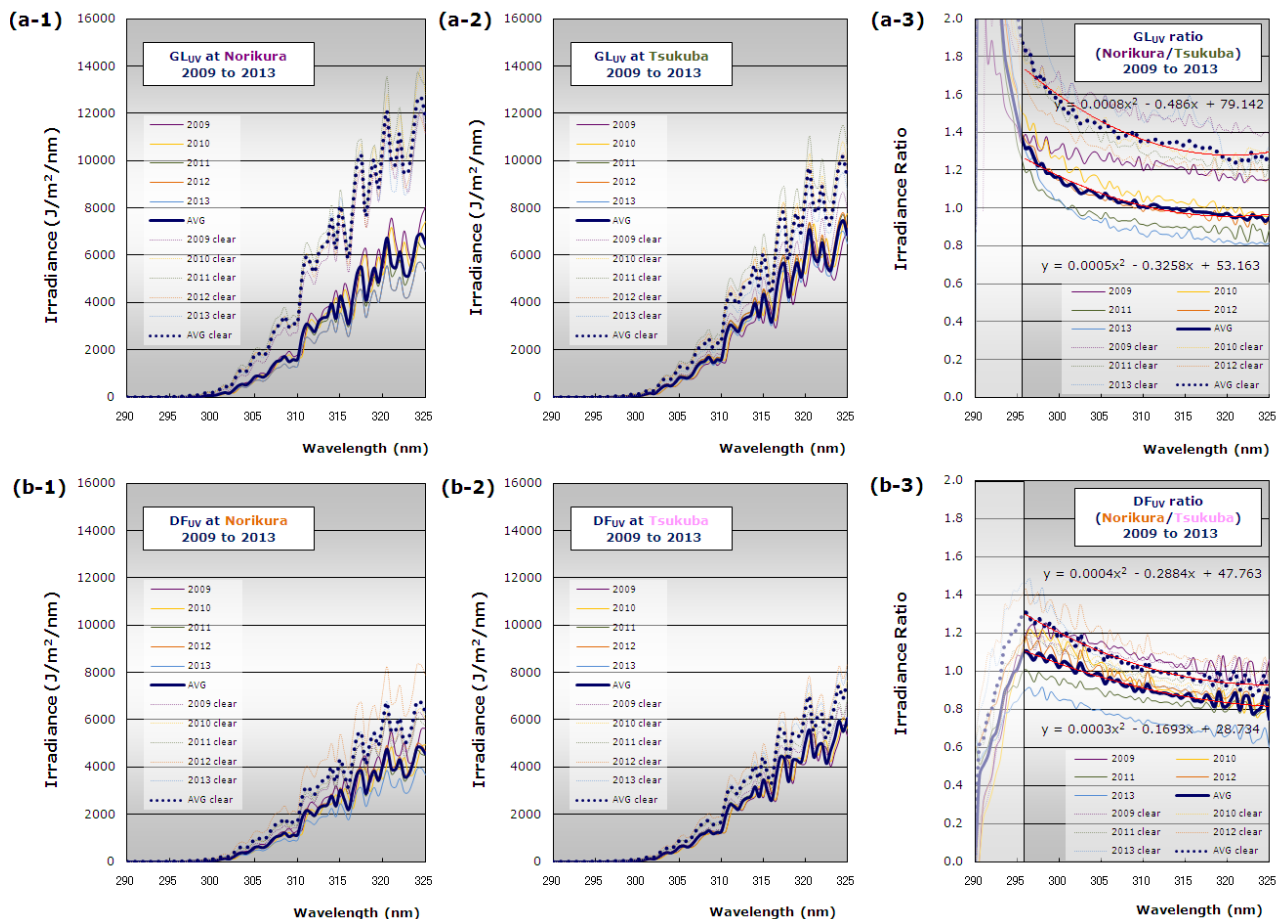 (a-1)
GLUV at Norikura
2009 to 2013
Irradiance (J/m²/nm)
16000
14000
12000
10000
8000
6000
4000
2000
0
2009
2010
2011
2012
2013
AVG
2009 clear
2010 clear
2011 clear
2012 clear
2013 clear
AVG clear
290 295 300 305 310 315 320 325
Wavelength (nm)
(a-2)
GLUV at Tsukuba
2009 to 2013
Irradiance (J/m²/nm)
16000
14000
12000
10000
8000
6000
4000
2000
0
2009
2010
2011
2012
2013
AVG
2009 clear
2010 clear
2011 clear
2012 clear
2013 clear
AVG clear
290 295 300 305 310 315 320 325
Wavelength (nm)
(a-3)
GLUV ratio
(Norikura/Tsukuba)
2009 to 2013
Irradiance Ratio
2.0
1.8
1.6
1.4
1.2
1.0
0.8
0.6
0.4
0.2
0.0
y = 0.0008x² - 0.486x + 79.142
y = 0.0005x² - 0.3258x + 53.163
2009 2010
2011 2012
2013 AVG
2009 clear 2010 clear
2011 clear 2012 clear
2013 clear AVG clear
290 295 300 305 310 315 320 325
Wavelength (nm)
(b-1)
DFUV at Norikura
2009 to 2013
Irradiance (J/m²/nm)
16000
14000
12000
10000
8000
6000
4000
2000
0
2009
2010
2011
2012
2013
AVG
2009 clear
2010 clear
2011 clear
2012 clear
2013 clear
AVG clear
290 295 300 305 310 315 320 325
Wavelength (nm)
(b-2)
DFUV at Tsukuba
2009 to 2013
Irradiance (J/m²/nm)
16000
14000
12000
10000
8000
6000
4000
2000
0
2009
2010
2011
2012
2013
AVG
2009 clear
2010 clear
2011 clear
2012 clear
2013 clear
AVG clear
290 295 300 305 310 315 320 325
Wavelength (nm)
(b-3)
DFUV ratio
(Norikura/Tsukuba)
2009 to 2013
Irradiance Ratio
2.0
1.8
1.6
1.4
1.2
1.0
0.8
0.6
0.4
0.2
0.0
y = 0.0004x² - 0.2884x + 47.763
y = 0.0003x² - 0.1693x + 28.734
2009 2010
2011 2012
2013 AVG
2009 clear 2010 clear
2011 clear 2012 clear
2013 clear AVG clear
290 295 300 305 310 315 320 325
Wavelength (nm)